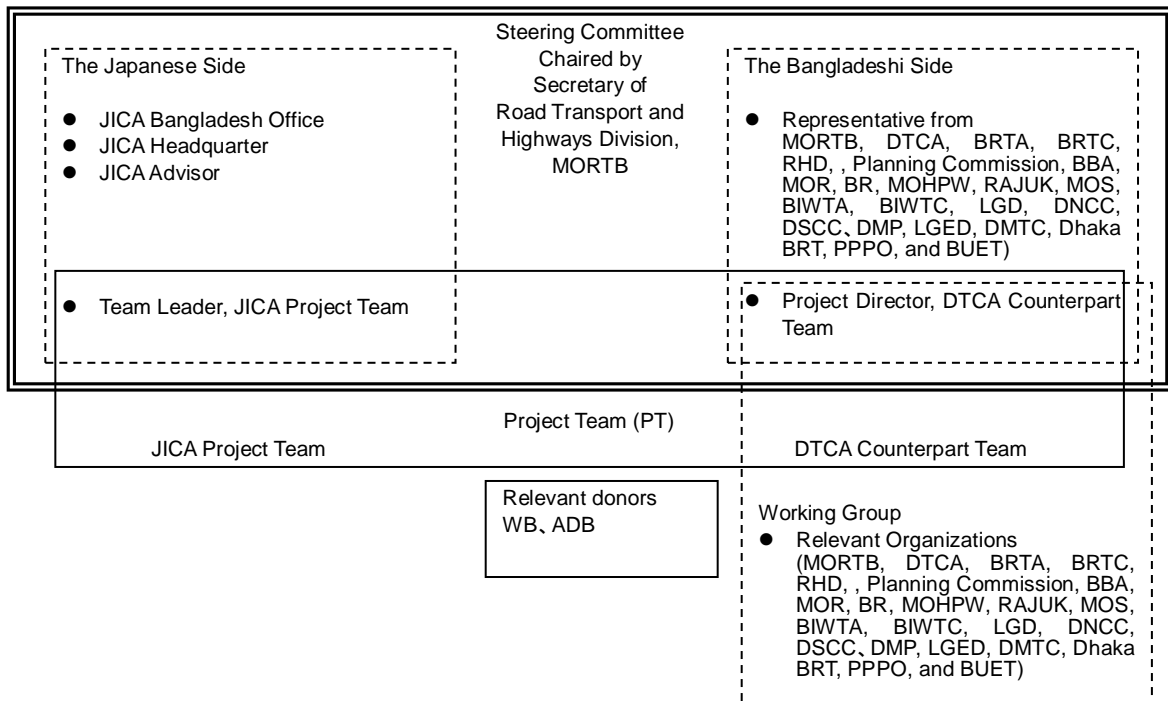 Steering Committee
Chaired by
Secretary of
Road Transport and
Highways Division,
MORTB
The Japanese Side
● JICA Bangladesh Office
● JICA Headquarter
● JICA Advisor
● Team Leader, JICA Project Team
The Bangladeshi Side
● Representative from
MORTB, DTCA, BRTA, BRTC,
RHD, , Planning Commission, BBA,
MOR, BR, MOHPW, RAJUK, MOS,
BIWTA, BIWTC, LGD, DNCC,
DSCC、DMP, LGED, DMTC, Dhaka
BRT, PPPO, and BUET)
● Project Director, DTCA Counterpart
Team
Project Team (PT)
JICA Project Team
DTCA Counterpart Team
Relevant donors
WB、ADB
Working Group
● Relevant Organizations
(MORTB, DTCA, BRTA, BRTC,
RHD, , Planning Commission, BBA,
MOR, BR, MOHPW, RAJUK, MOS,
BIWTA, BIWTC, LGD, DNCC,
DSCC、DMP, LGED, DMTC, Dhaka
BRT, PPPO, and BUET)